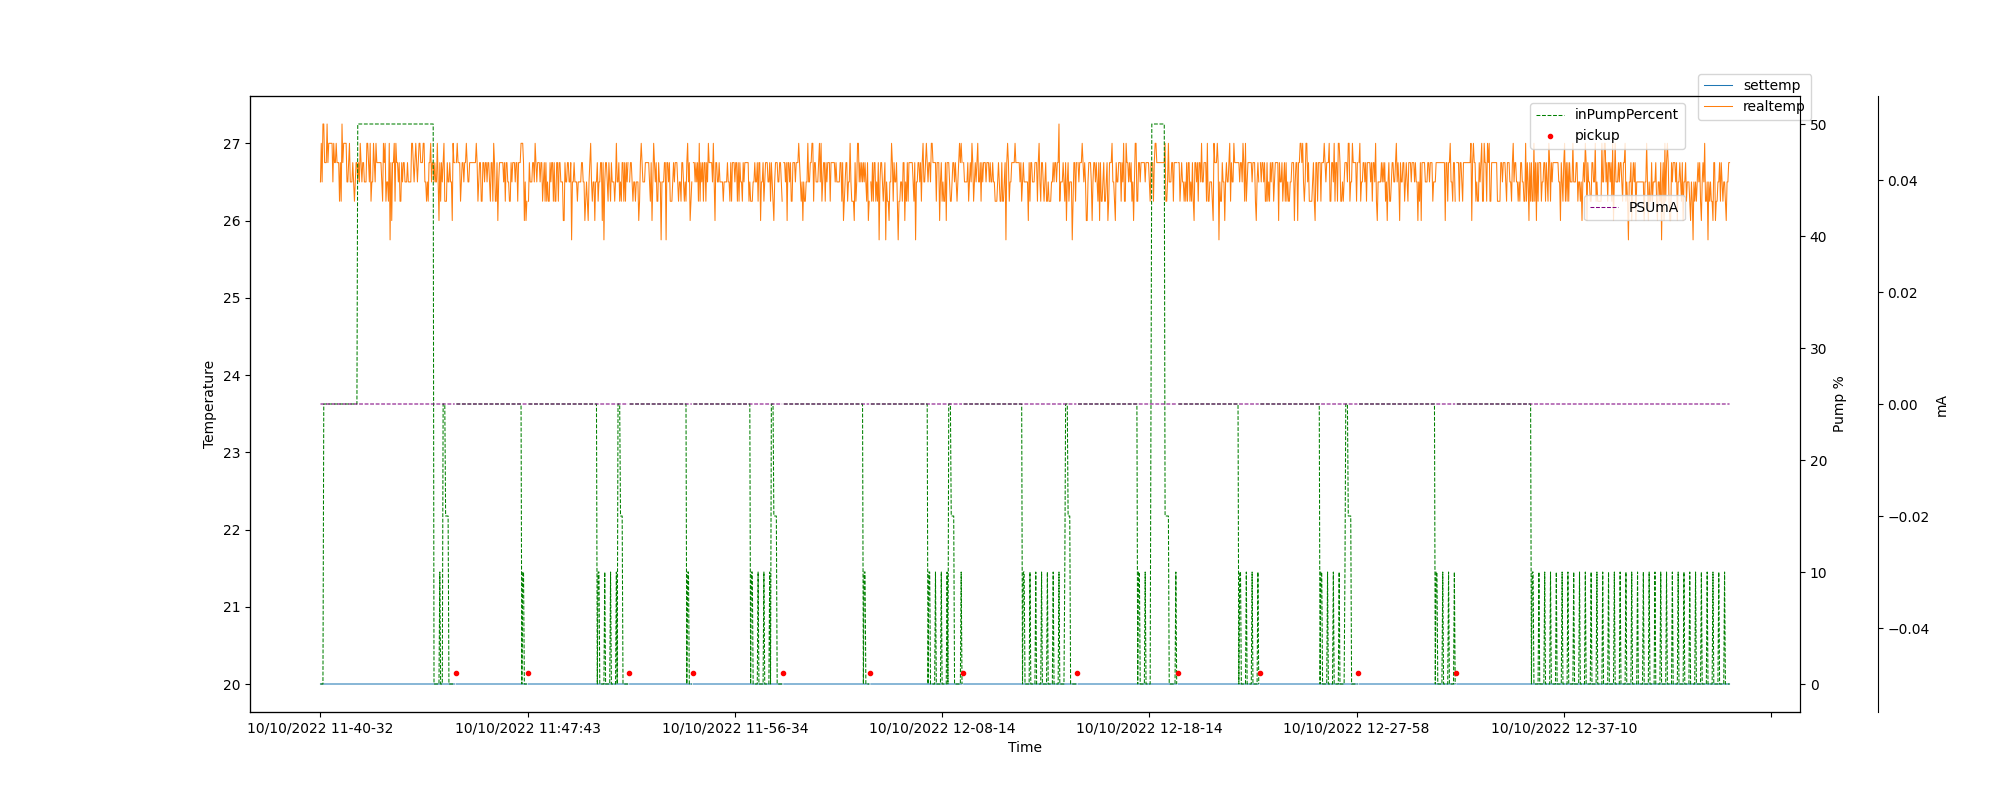 settemp
realtemp
inPumpPercent
pickup
PSUmA
27
26
25
24
23
22
21
20
Temperature
50
40
30
20
10
0
Pump %
0.04
0.02
0.00
−0.02
−0.04
mA
10/10/2022 11-40-32
10/10/2022 11:47:43
10/10/2022 11-56-34
10/10/2022 12-08-14
10/10/2022 12-18-14
10/10/2022 12-27-58
10/10/2022 12-37-10
Time